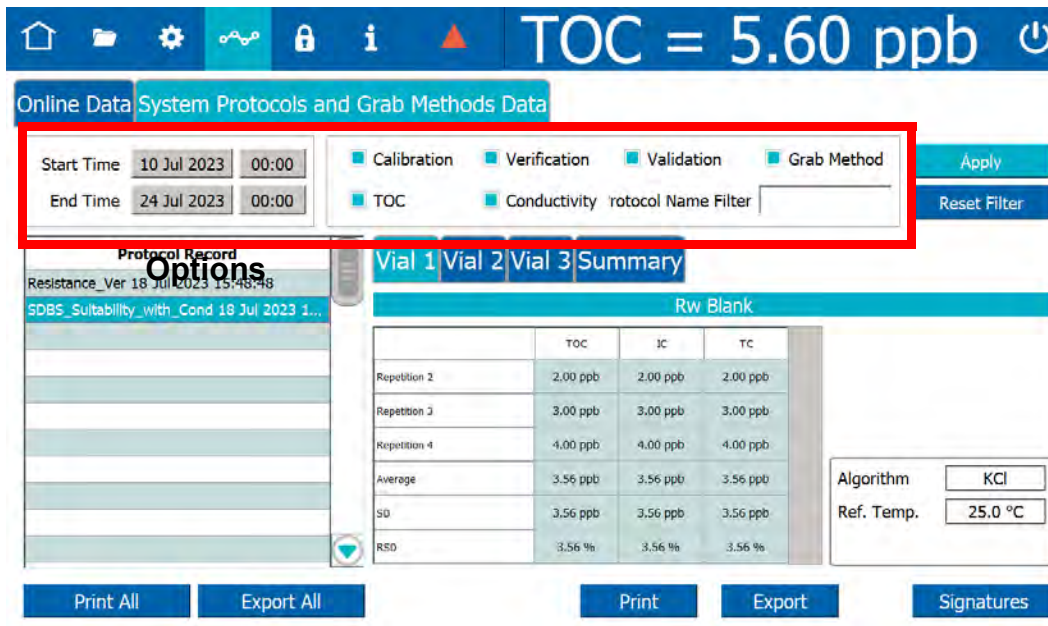 TOC = 5.60 ppb
Online Data System Protocols and Grab Methods Data
Start Time 10 Jul 2023 00:00
End Time 24 Jul 2023 00:00
Calibration Verification Validation Grab Method
TOC Conductivity rotocol Name Filter
Apply
Reset Filter
Protocol Record
Options
Resistance_Ver 18 Jul 2023 15:48:48
SDBS_Suitability_with_Cond 18 Jul 2023 1...
Vial 1 Vial 2 Vial 3 Summary
Rw Blank
TOC IC TC
Repetition 2 2.00 ppb 2.00 ppb 2.00 ppb
Repetition 3 3.00 ppb 3.00 ppb 3.00 ppb
Repetition 4 4.00 ppb 4.00 ppb 4.00 ppb
Average 3.56 ppb 3.56 ppb 3.56 ppb
SD 3.56 ppb 3.56 ppb 3.56 ppb
RSD 3.56 % 3.56 % 3.56 %
Algorithm KCl
Ref. Temp. 25.0 °C
Print All Export All Print Export Signatures